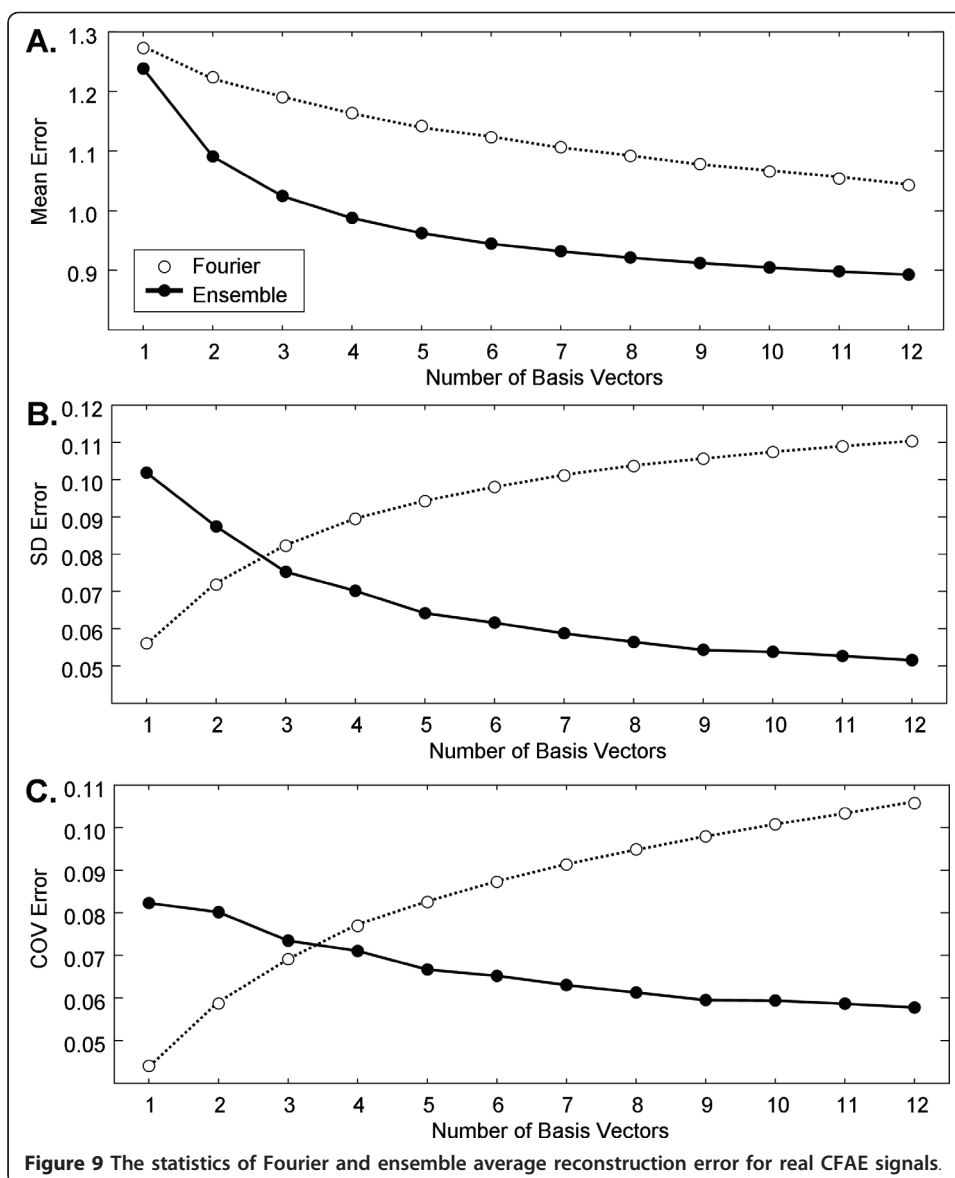 A.
1.3
1.2
1.1
1.0
0.9
Mean Error
Fourier
Ensemble
1 2 3 4 5 6 7 8 9 10 11 12
Number of Basis Vectors
B.
0.12
0.11
0.10
0.09
0.08
0.07
0.06
0.05
SD Error
1 2 3 4 5 6 7 8 9 10 11 12
Number of Basis Vectors
C.
0.11
0.10
0.09
0.08
0.07
0.06
0.05
COV Error
1 2 3 4 5 6 7 8 9 10 11 12
Number of Basis Vectors
Figure 9 The statistics of Fourier and ensemble average reconstruction error for real CFAE signals.